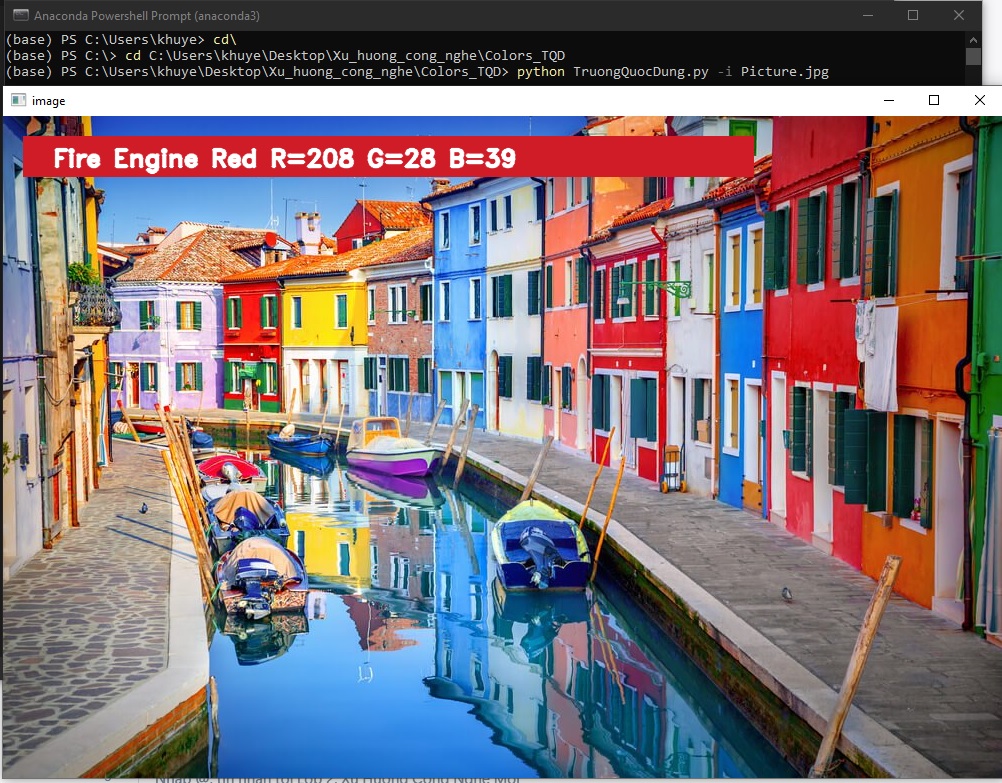 Anaconda Powershell Prompt (anaconda3)
(base) PS C:\Users\khuye> cd\
(base) PS C:\> cd C:\Users\khuye\Desktop\Xu_huong_cong_nghe\Colors_TQD
(base) PS C:\Users\khuye\Desktop\Xu_huong_cong_nghe\Colors_TQD> python TruongQuocDung.py -i Picture.jpg
image
Fire Engine Red R=208 G=28 B=39